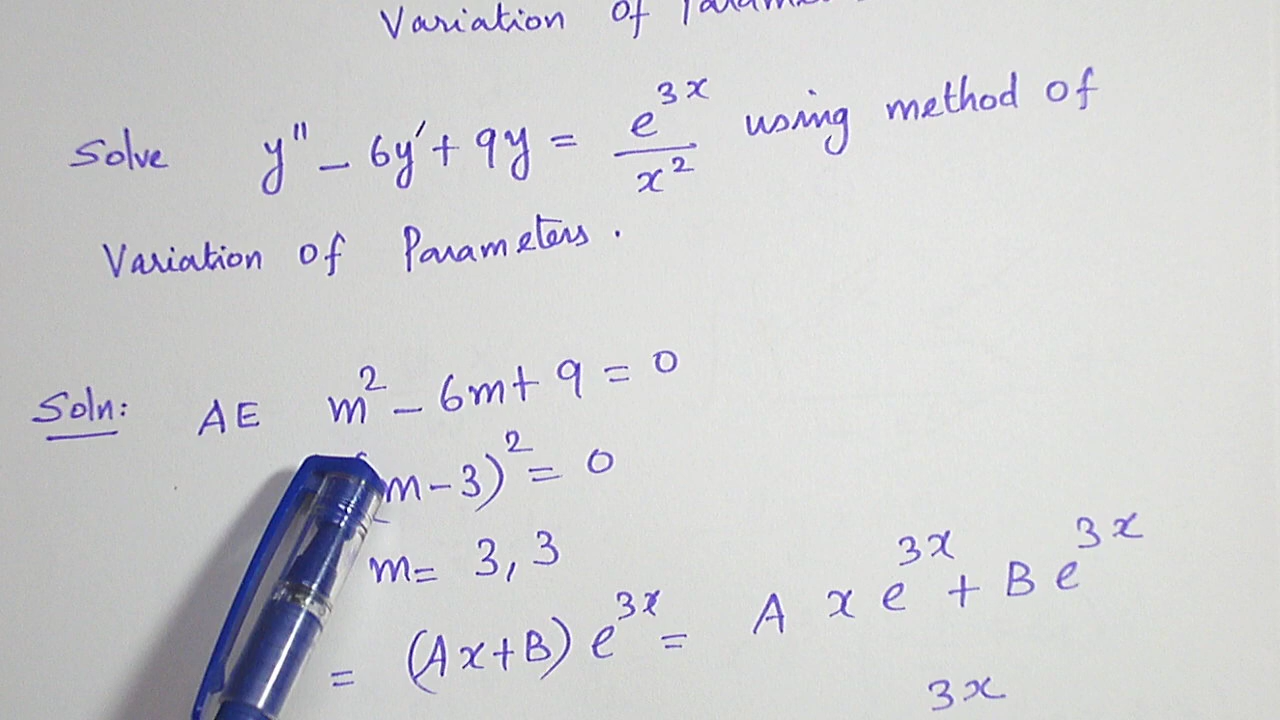 Variation of
Solve y'' - 6y' + 9y = e^{3x}/x^2 using method of
Variation of Parameters.
Soln: AE m^2 - 6m + 9 = 0
(m - 3)^2 = 0
m = 3, 3
= (Ax + B) e^{3x} = A x e^{3x} + B e^{3x}
3x